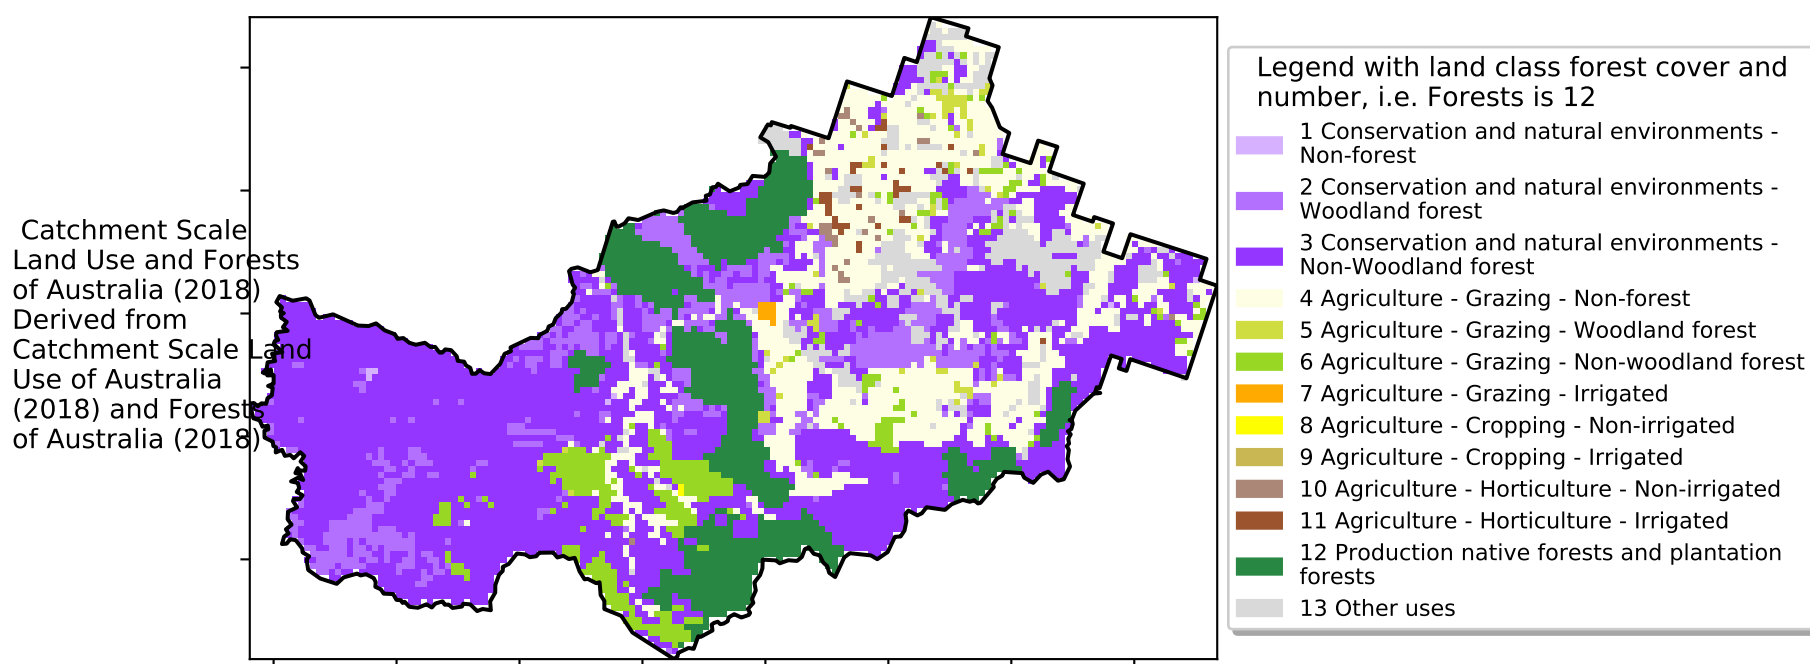 Catchment Scale
Land Use and Forests
of Australia (2018)
Derived from
Catchment Scale Land
Use of Australia
(2018) and Forests
of Australia (2018)
Legend with land class forest cover and
number, i.e. Forests is 12
1 Conservation and natural environments -
Non-forest
2 Conservation and natural environments -
Woodland forest
3 Conservation and natural environments -
Non-Woodland forest
4 Agriculture - Grazing - Non-forest
5 Agriculture - Grazing - Woodland forest
6 Agriculture - Grazing - Non-woodland forest
7 Agriculture - Grazing - Irrigated
8 Agriculture - Cropping - Non-irrigated
9 Agriculture - Cropping - Irrigated
10 Agriculture - Horticulture - Non-irrigated
11 Agriculture - Horticulture - Irrigated
12 Production native forests and plantation
forests
13 Other uses